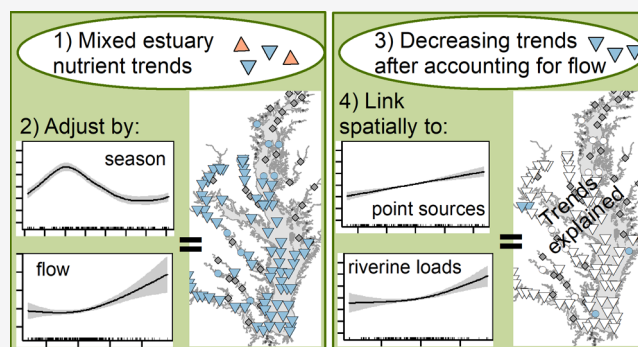 1) Mixed estuary
nutrient trends
2) Adjust by:
season
flow
=
3) Decreasing trends
after accounting for flow
4) Link
spatially to:
point sources
riverine loads
=
Trends
explained